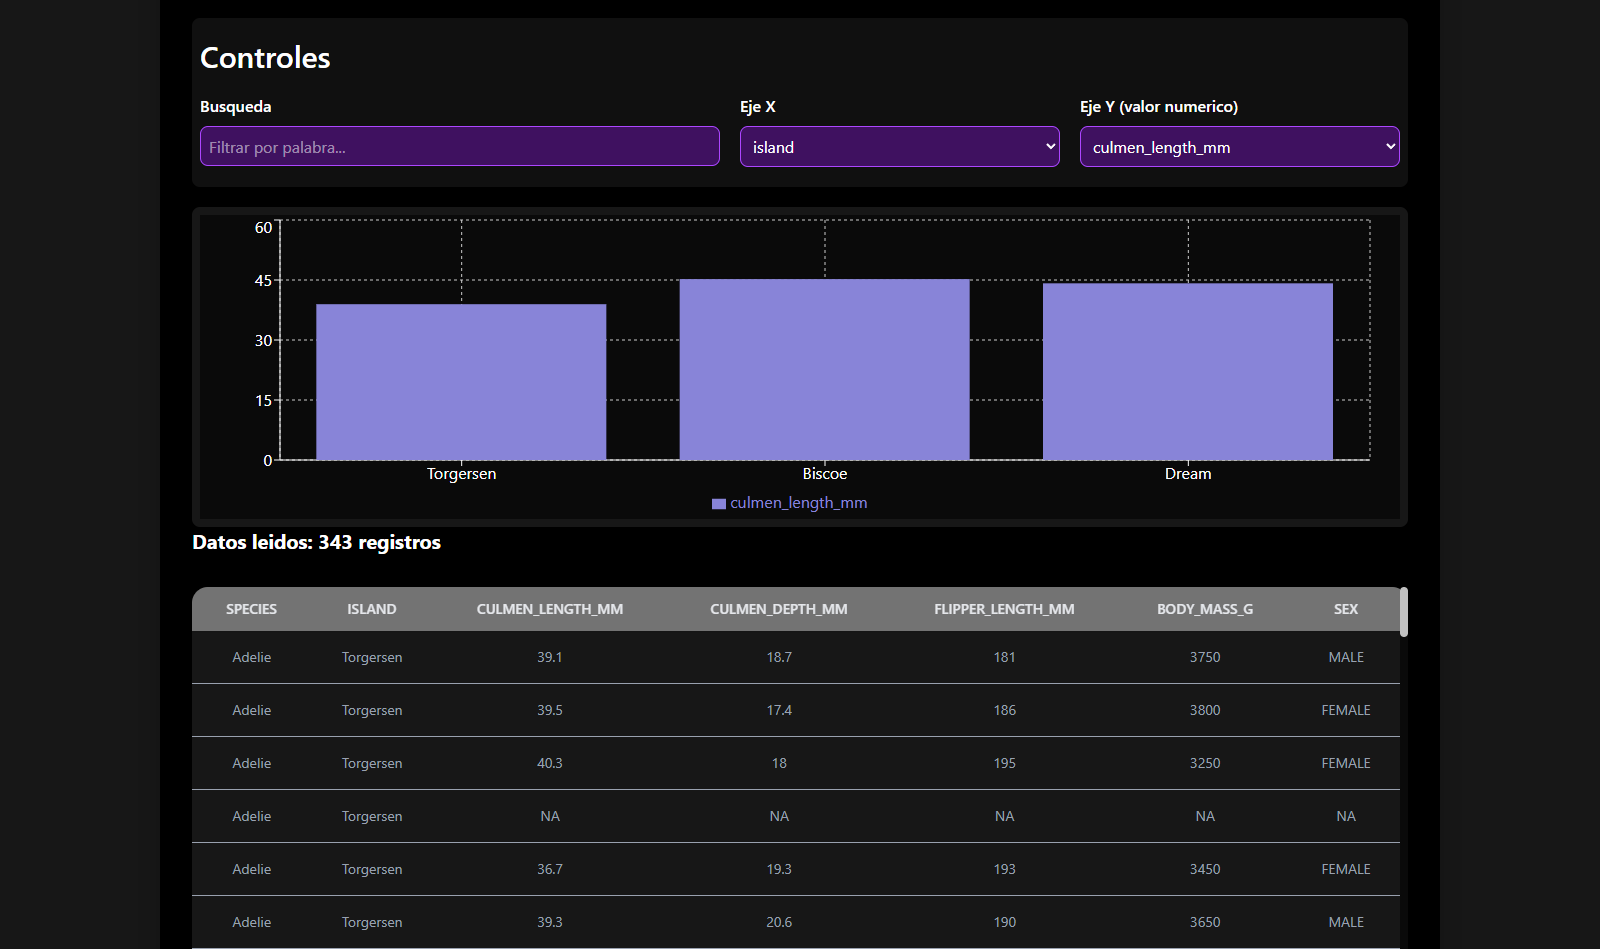 Controles
Busqueda Eje X Eje Y (valor numerico)
Filtrar por palabra... island culmen_length_mm
60
45
30
15
0
Torgersen Biscoe Dream
culmen_length_mm
Datos leidos: 343 registros
SPECIES ISLAND CULMEN_LENGTH_MM CULMEN_DEPTH_MM FLIPPER_LENGTH_MM BODY_MASS_G SEX
Adelie Torgersen 39.1 18.7 181 3750 MALE
Adelie Torgersen 39.5 17.4 186 3800 FEMALE
Adelie Torgersen 40.3 18 195 3250 FEMALE
Adelie Torgersen NA NA NA NA NA
Adelie Torgersen 36.7 19.3 193 3450 FEMALE
Adelie Torgersen 39.3 20.6 190 3650 MALE